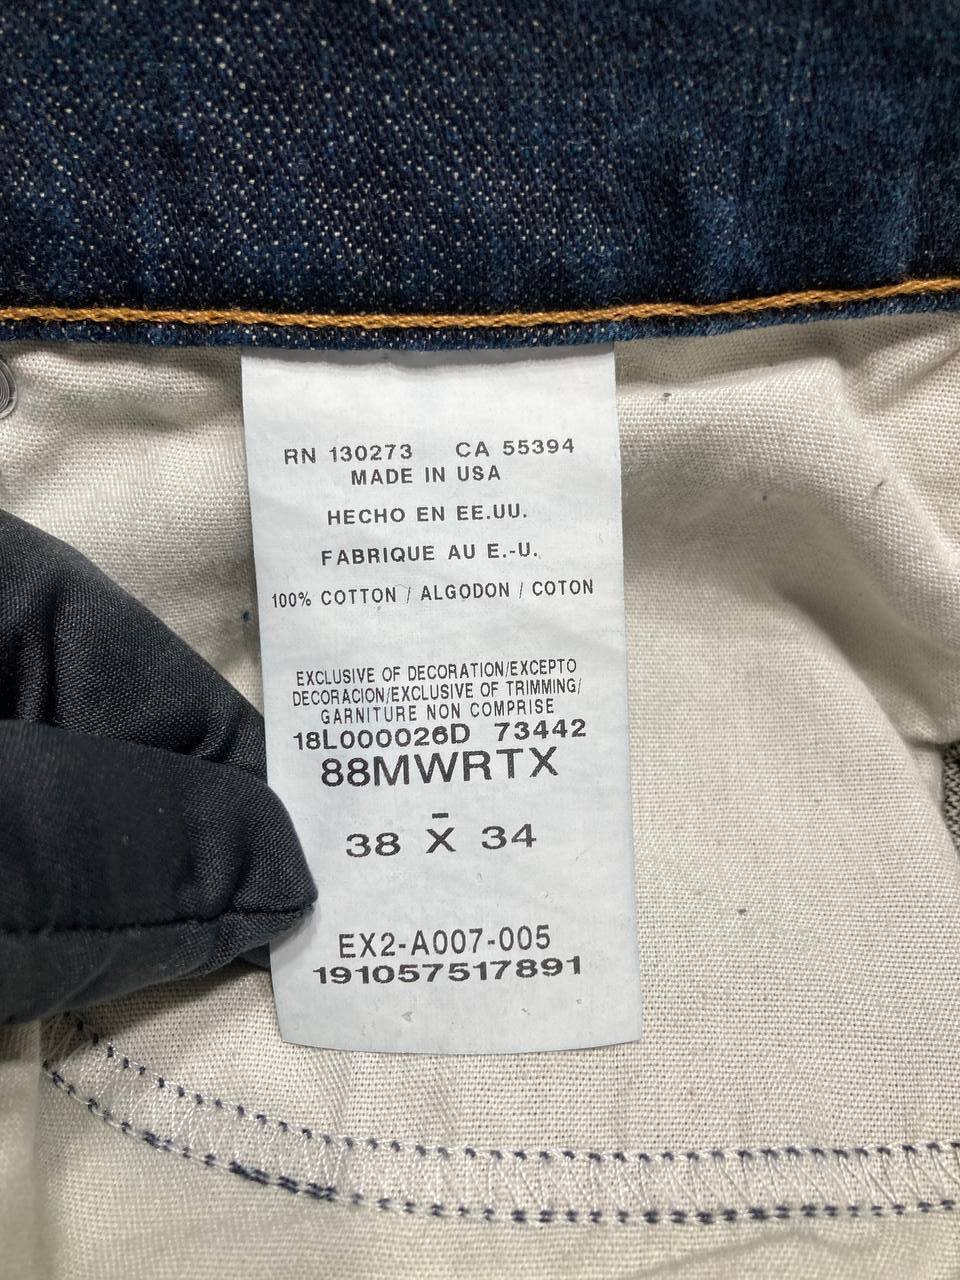 RN 130273 CA 55394
MADE IN USA
HECHO EN EE.UU.
FABRIQUE AU E.-U.
100% COTTON / ALGODON / COTON
EXCLUSIVE OF DECORATION/EXCEPTO
DECORACION/EXCLUSIVE OF TRIMMING/
GARNITURE NON COMPRISE
18L000026D 73442
88MWRTX
-
38 X 34
EX2-A007-005
191057517891